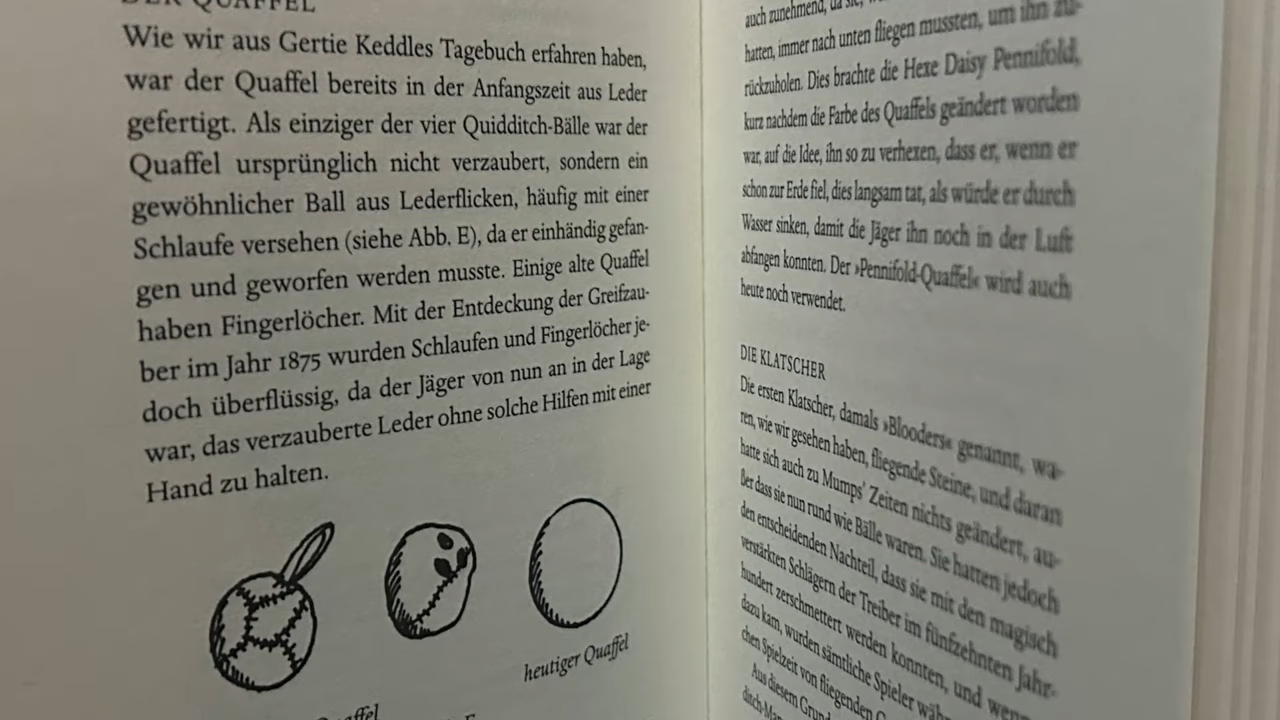 DER QUAFFEL
Wie wir aus Gertie Keddles Tagebuch erfahren haben,
war der Quaffel bereits in der Anfangszeit aus Leder
gefertigt. Als einziger der vier Quidditch-Bälle war der
Quaffel ursprünglich nicht verzaubert, sondern ein
gewöhnlicher Ball aus Lederflicken, häufig mit einer
Schlaufe versehen (siehe Abb. E), da er einhändig gefan-
gen und geworfen werden musste. Einige alte Quaffel
haben Fingerlöcher. Mit der Entdeckung der Greifzau-
ber im Jahr 1875 wurden Schlaufen und Fingerlöcher je-
doch überflüssig, da der Jäger von nun an in der Lage
war, das verzauberte Leder ohne solche Hilfen mit einer
Hand zu halten.
heutiger Quaffel
auch zunehmend, da sie,
hatten, immer nach unten fliegen mussten, um ihn zu-
rückzuholen. Dies brachte die Hexe Daisy Pennifold,
kurz nachdem die Farbe des Quaffels geändert worden
war, auf die Idee, ihn so zu verhexen, dass er, wenn er
schon zur Erde fiel, dies langsam tat, als würde er durch
Wasser sinken, damit die Jäger ihn noch in der Luft
abfangen konnten. Der »Pennifold-Quaffel« wird auch
heute noch verwendet.
DIE KLATSCHER
Die ersten Klatscher, damals »Blooders« genannt, wa-
ren, wie wir gesehen haben, fliegende Steine, und daran
hatte sich auch zu Mumps' Zeiten nichts geändert, au-
ßer dass sie nun rund wie Bälle waren. Sie hatten jedoch
den entscheidenden Nachteil, dass sie mit den magisch
verstärkten Schlägern der Treiber im fünfzehnten Jahr-
hundert zerschmettert werden konnten, und wenn
dazu kam, wurden sämtliche Spieler
chen Spielzeit von fliegenden
Aus diesem Grund